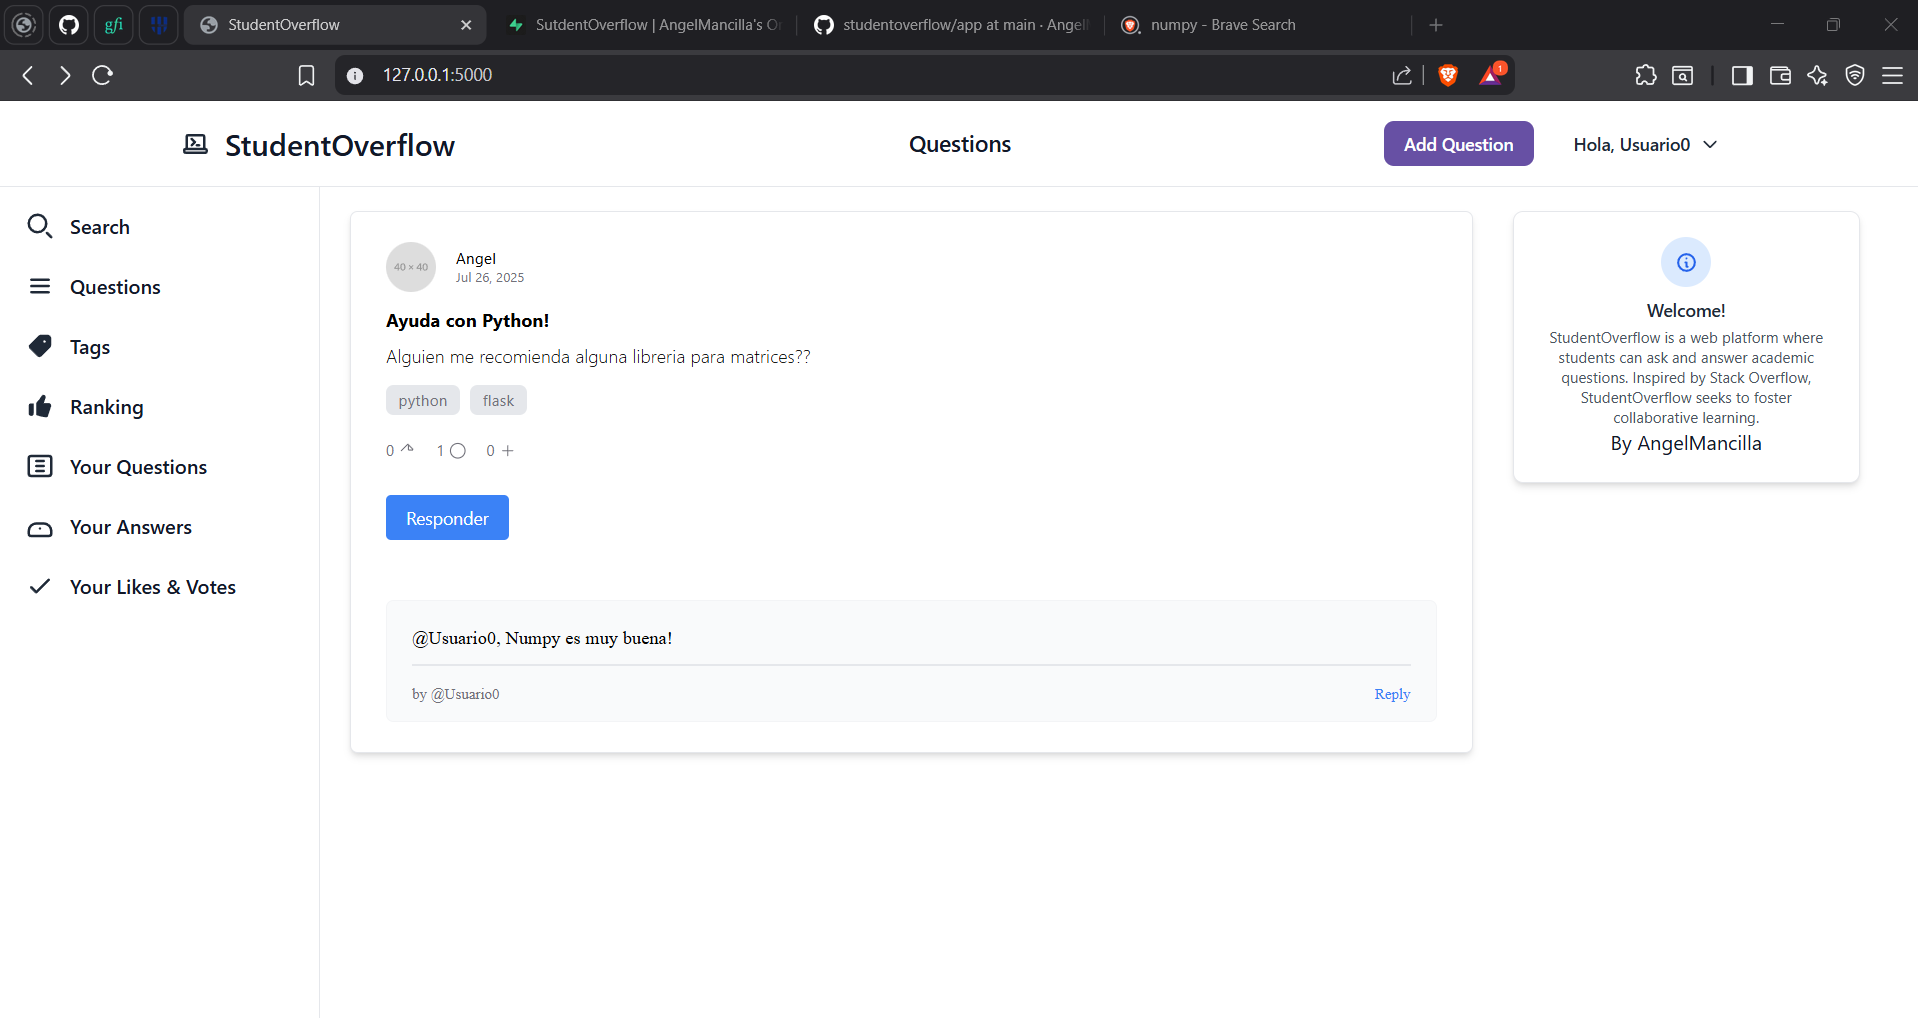 gfi
StudentOverflow
SutdentOverflow | AngelMancilla's O
studentoverflow/app at main · Angel
numpy - Brave Search
127.0.0.1:5000
1
StudentOverflow
Questions
Add Question
Hola, Usuario0
Search
Questions
Tags
Ranking
Your Questions
Your Answers
Your Likes & Votes
40 × 40
Angel
Jul 26, 2025
Ayuda con Python!
Alguien me recomienda alguna libreria para matrices??
python flask
0 1 0
Responder
@Usuario0, Numpy es muy buena!
by @Usuario0
Reply
Welcome!
StudentOverflow is a web platform where
students can ask and answer academic
questions. Inspired by Stack Overflow,
StudentOverflow seeks to foster
collaborative learning.
By AngelMancilla